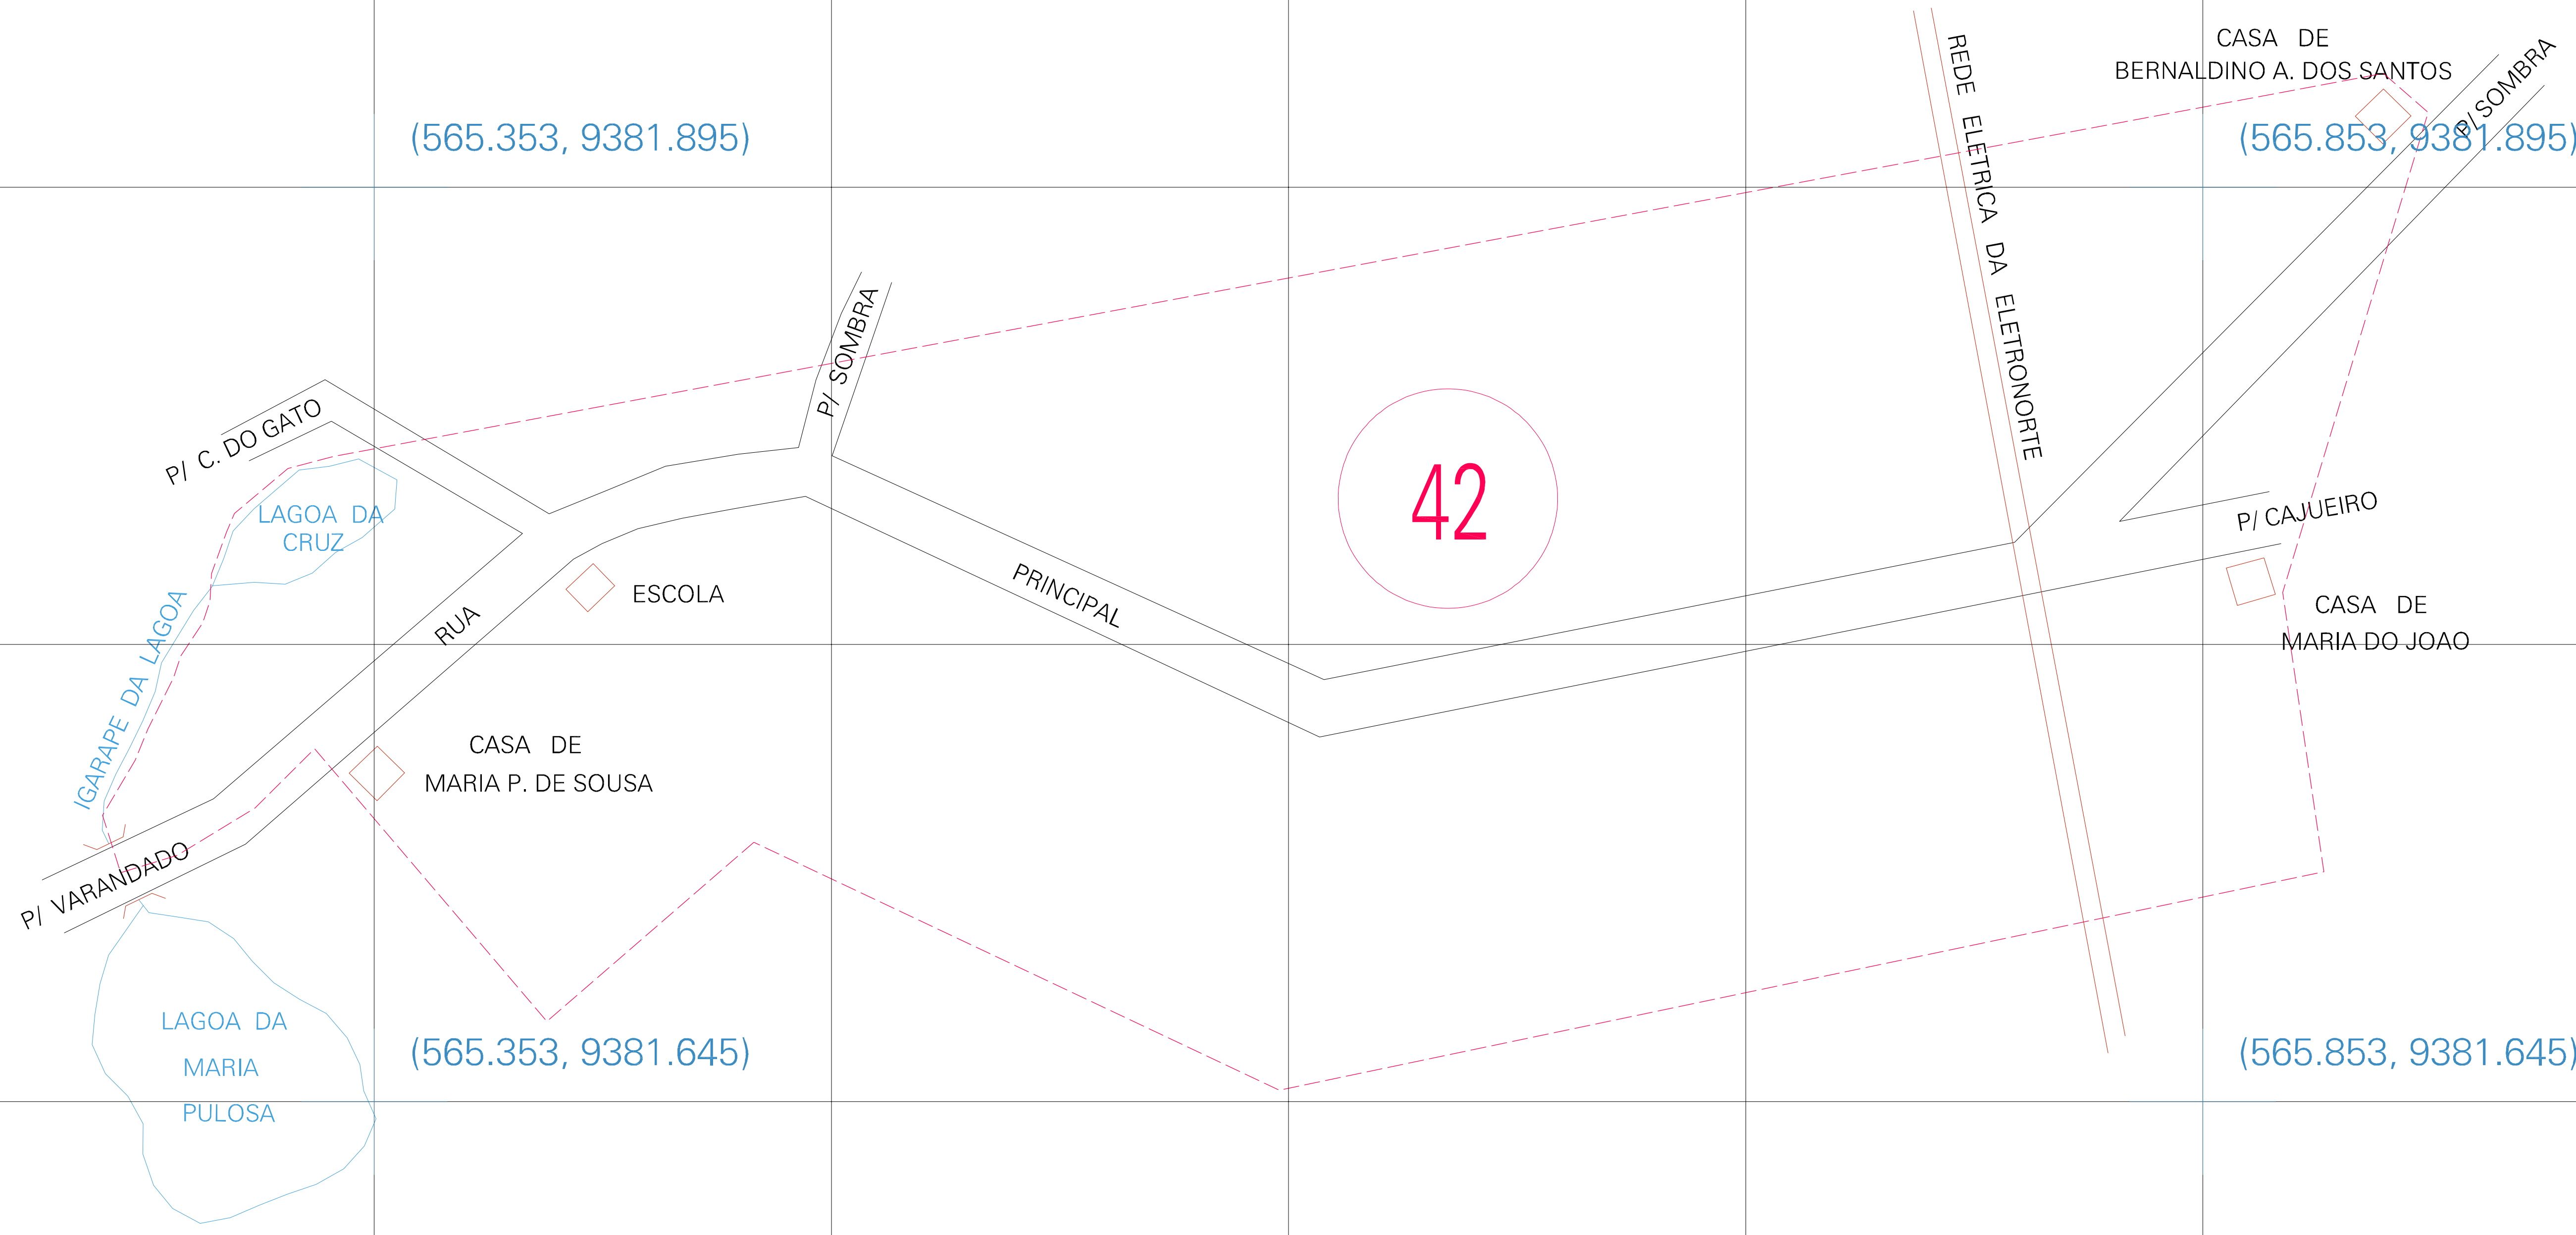 CASA DE
BERNALDINO A. DOS SANTOS
P/ SOMBRA
(565.353, 9381.895)
(565.853, 9381.895)
REDE ELETRICA DA ELETRONORTE
P/ SOMBRA
P/ C. DO GATO
LAGOA DA
CRUZ
42
P/ CAJUEIRO
ESCOLA
PRINCIPAL
RUA
CASA DE
MARIA DO JOAO
IGARAPE DA LAGOA
CASA DE
MARIA P. DE SOUSA
P/ VARANDADO
LAGOA DA
MARIA
PULOSA
(565.353, 9381.645)
(565.853, 9381.645)